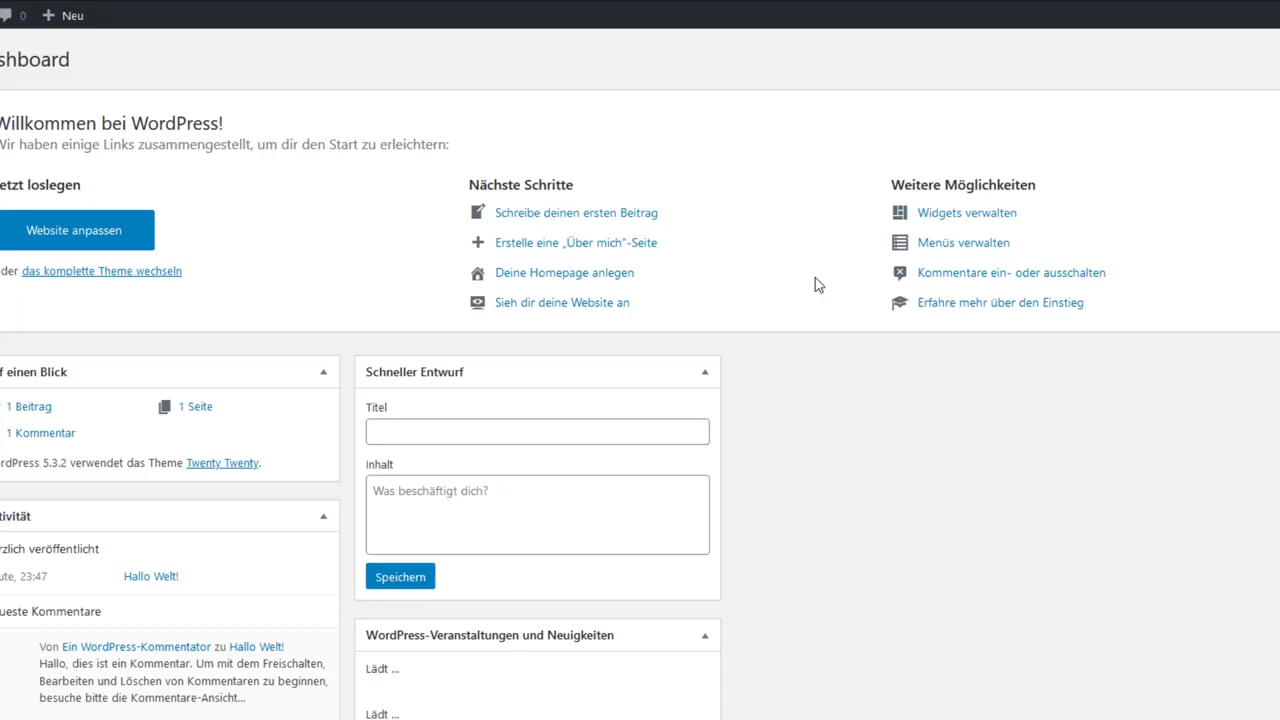 0 Neu
shboard
Willkommen bei WordPress!
Wir haben einige Links zusammengestellt, um dir den Start zu erleichtern:
etzt loslegen
Website anpassen
der das komplette Theme wechseln
Nächste Schritte
Schreibe deinen ersten Beitrag
Erstelle eine „Über mich“-Seite
Deine Homepage anlegen
Sieh dir deine Website an
Weitere Möglichkeiten
Widgets verwalten
Menüs verwalten
Kommentare ein- oder ausschalten
Erfahre mehr über den Einstieg
f einen Blick
1 Beitrag
1 Seite
1 Kommentar
rdPress 5.3.2 verwendet das Theme Twenty Twenty.
tivität
rzlich veröffentlicht
ute, 23:47 Hallo Welt!
ueste Kommentare
Von Ein WordPress-Kommentator zu Hallo Welt!
Hallo, dies ist ein Kommentar. Um mit dem Freischalten,
Bearbeiten und Löschen von Kommentaren zu beginnen,
besuche bitte die Kommentare-Ansicht...
Schneller Entwurf
Titel
Inhalt
Was beschäftigt dich?
Speichern
WordPress-Veranstaltungen und Neuigkeiten
Lädt ...
Lädt ...